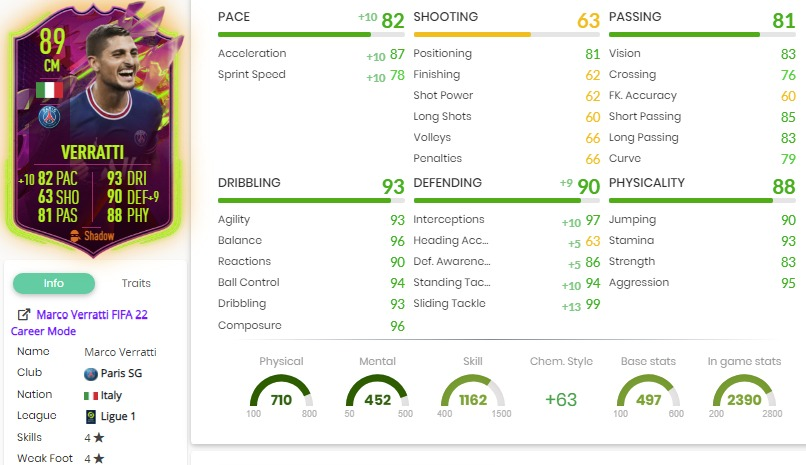 89
CM
VERRATTI
+10 82 PAC 93 DRI
63 SHO 90 DEF+9
81 PAS 88 PHY
Shadow
Info Traits
Marco Verratti FIFA 22
Career Mode
Name Marco Verratti
Club Paris SG
Nation Italy
League Ligue 1
Skills 4 ★
Weak Foot 4 ★
PACE +10 82
Acceleration +10 87
Sprint Speed +10 78
SHOOTING 63
Positioning 81
Finishing 62
Shot Power 62
Long Shots 60
Volleys 66
Penalties 66
PASSING 81
Vision 83
Crossing 76
FK. Accuracy 60
Short Passing 85
Long Passing 83
Curve 79
DRIBBLING 93
Agility 93
Balance 96
Reactions 90
Ball Control 94
Dribbling 93
Composure 96
DEFENDING +9 90
Interceptions +10 97
Heading Acc... +5 63
Def. Awarene... +5 86
Standing Tac... +10 94
Sliding Tackle +13 99
PHYSICALITY 88
Jumping 90
Stamina 93
Strength 83
Aggression 95
Physical Mental Skill Chem. Style Base stats In game stats
710 452 1162 +63 497 2390
100 800 50 500 400 1500 100 600 200 2800